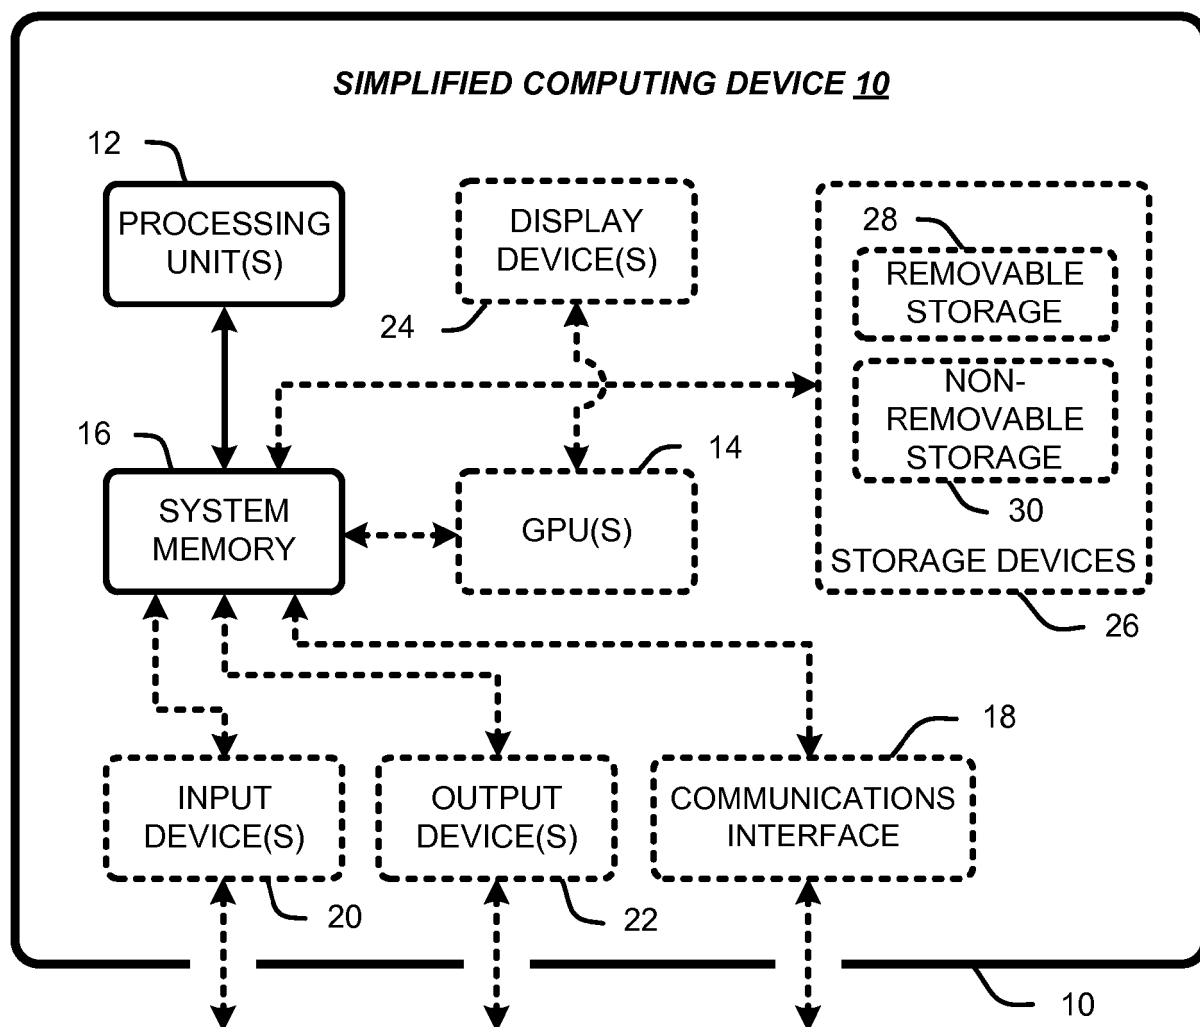 SIMPLIFIED COMPUTING DEVICE 10
12
PROCESSING
UNIT(S)
DISPLAY
DEVICE(S)
24
28
REMOVABLE
STORAGE
NON-
REMOVABLE
STORAGE
30
STORAGE DEVICES
26
16
SYSTEM
MEMORY
14
GPU(S)
18
INPUT
DEVICE(S)
20
OUTPUT
DEVICE(S)
22
COMMUNICATIONS
INTERFACE
10